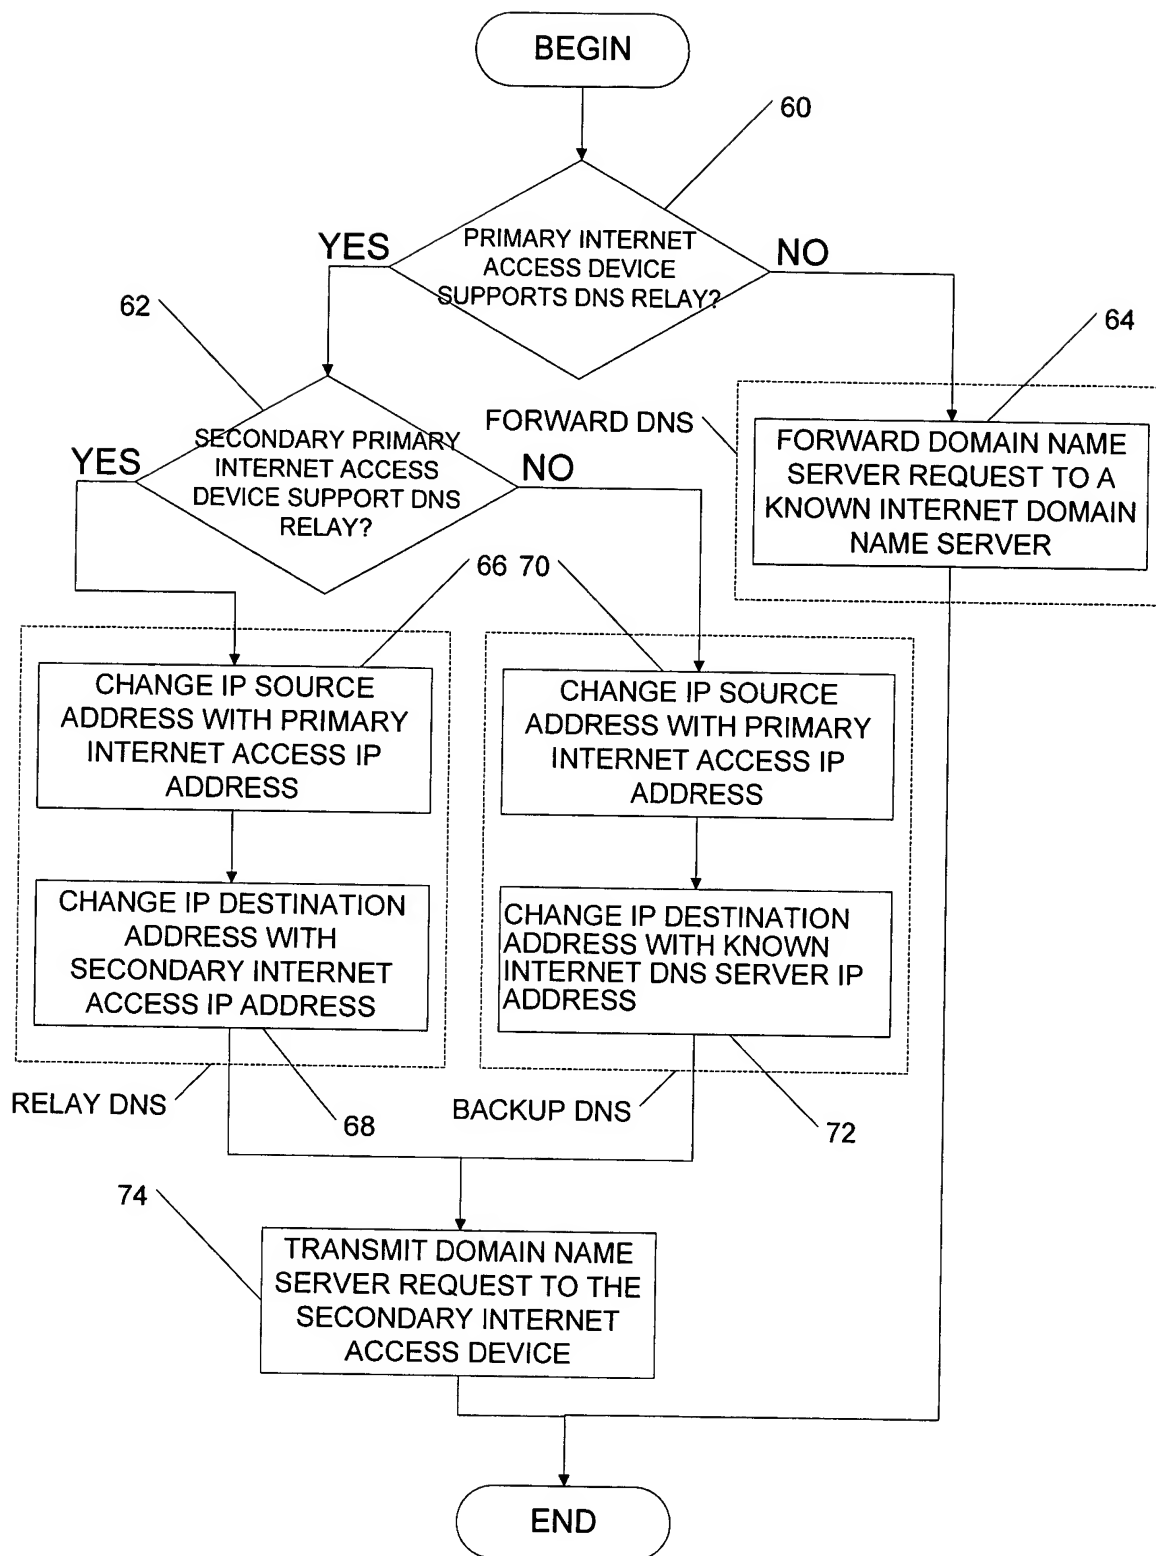 BEGIN
60
PRIMARY INTERNET
ACCESS DEVICE
SUPPORTS DNS RELAY?
YES
NO
62
64
SECONDARY PRIMARY
INTERNET ACCESS
DEVICE SUPPORT DNS
RELAY?
YES
NO
FORWARD DNS
FORWARD DOMAIN NAME
SERVER REQUEST TO A
KNOWN INTERNET DOMAIN
NAME SERVER
66
70
CHANGE IP SOURCE
ADDRESS WITH PRIMARY
INTERNET ACCESS IP
ADDRESS
CHANGE IP SOURCE
ADDRESS WITH PRIMARY
INTERNET ACCESS IP
ADDRESS
CHANGE IP DESTINATION
ADDRESS WITH
SECONDARY INTERNET
ACCESS IP ADDRESS
CHANGE IP DESTINATION
ADDRESS WITH KNOWN
INTERNET DNS SERVER IP
ADDRESS
RELAY DNS
68
BACKUP DNS
72
74
TRANSMIT DOMAIN NAME
SERVER REQUEST TO THE
SECONDARY INTERNET
ACCESS DEVICE
END